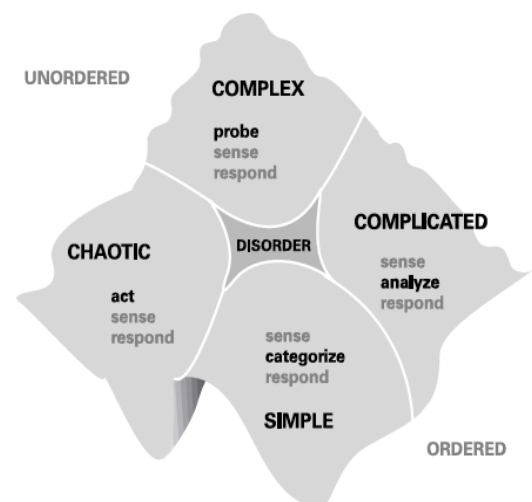 UNORDERED
COMPLEX
probe
sense
respond
COMPLICATED
sense
analyze
respond
CHAOTIC
act
sense
respond
DISORDER
sense
categorize
respond
SIMPLE
ORDERED